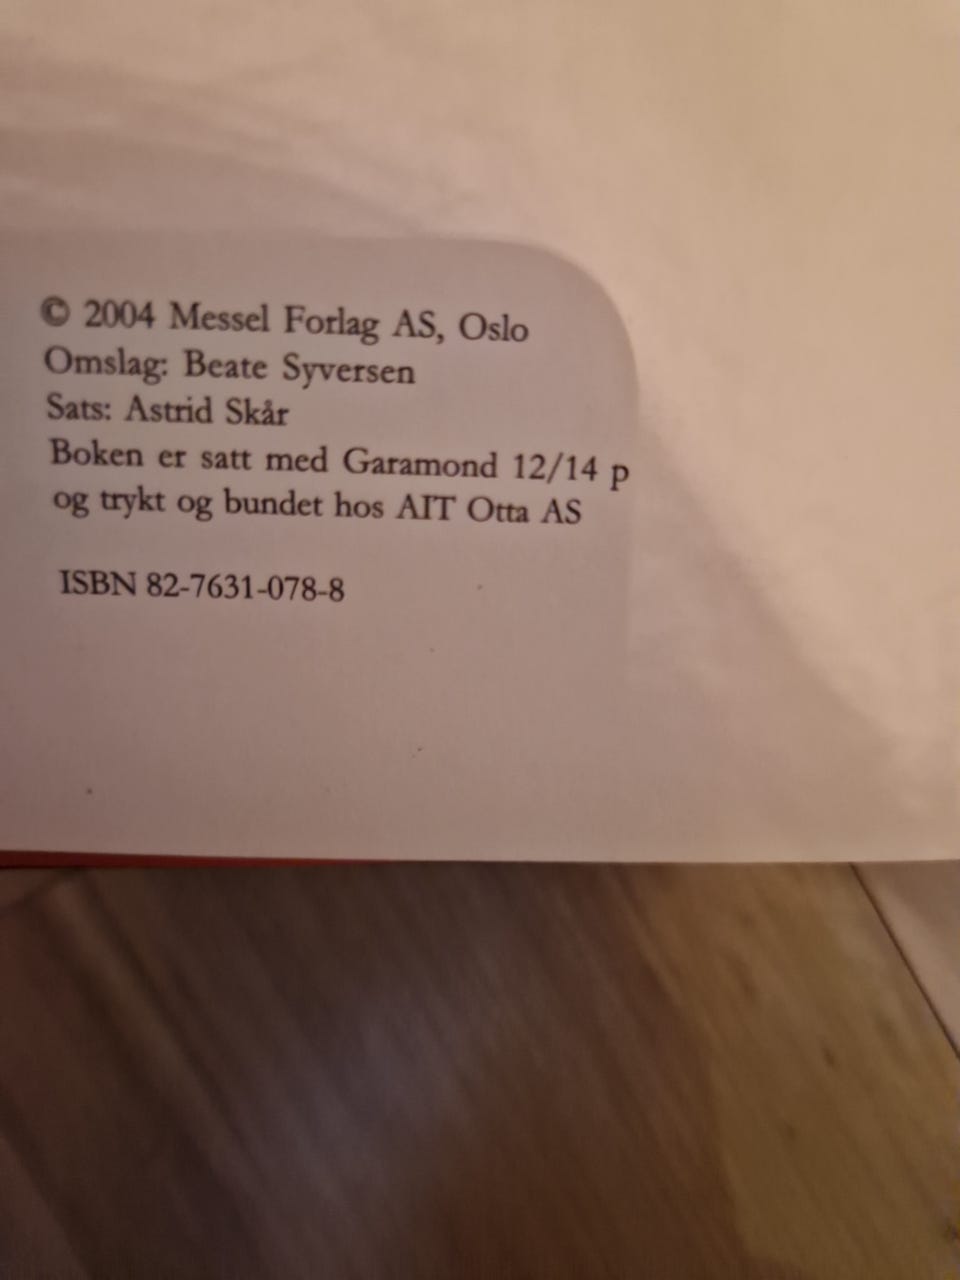 © 2004 Messel Forlag AS, Oslo
Omslag: Beate Syversen
Sats: Astrid Skår
Boken er satt med Garamond 12/14 p
og trykt og bundet hos AIT Otta AS
ISBN 82-7631-078-8